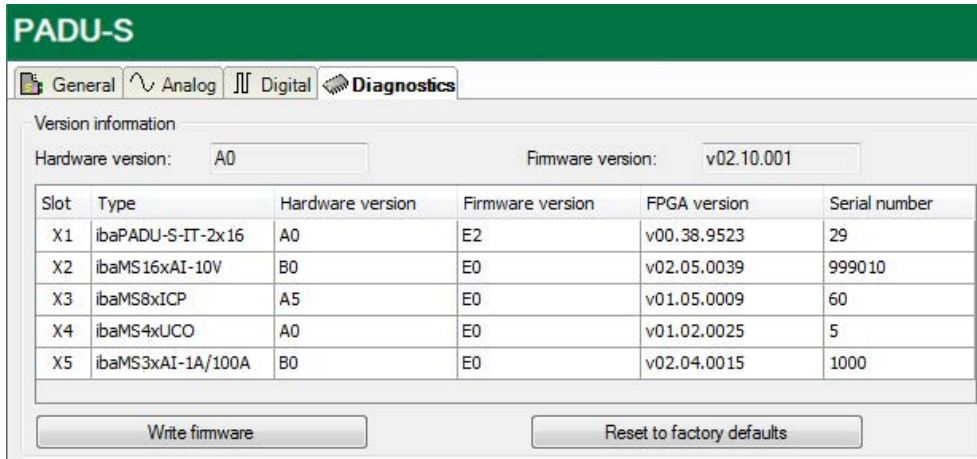 PADU-S
General Analog Digital Diagnostics
Version information
Hardware version: A0 Firmware version: v02.10.001
Slot Type Hardware version Firmware version FPGA version Serial number
X1 ibaPADU-S-IT-2x16 A0 E2 v00.38.9523 29
X2 ibaMS16xAI-10V B0 E0 v02.05.0039 999010
X3 ibaMS8xICP A5 E0 v01.05.0009 60
X4 ibaMS4xUCO A0 E0 v01.02.0025 5
X5 ibaMS3xAI-1A/100A B0 E0 v02.04.0015 1000
Write firmware Reset to factory defaults